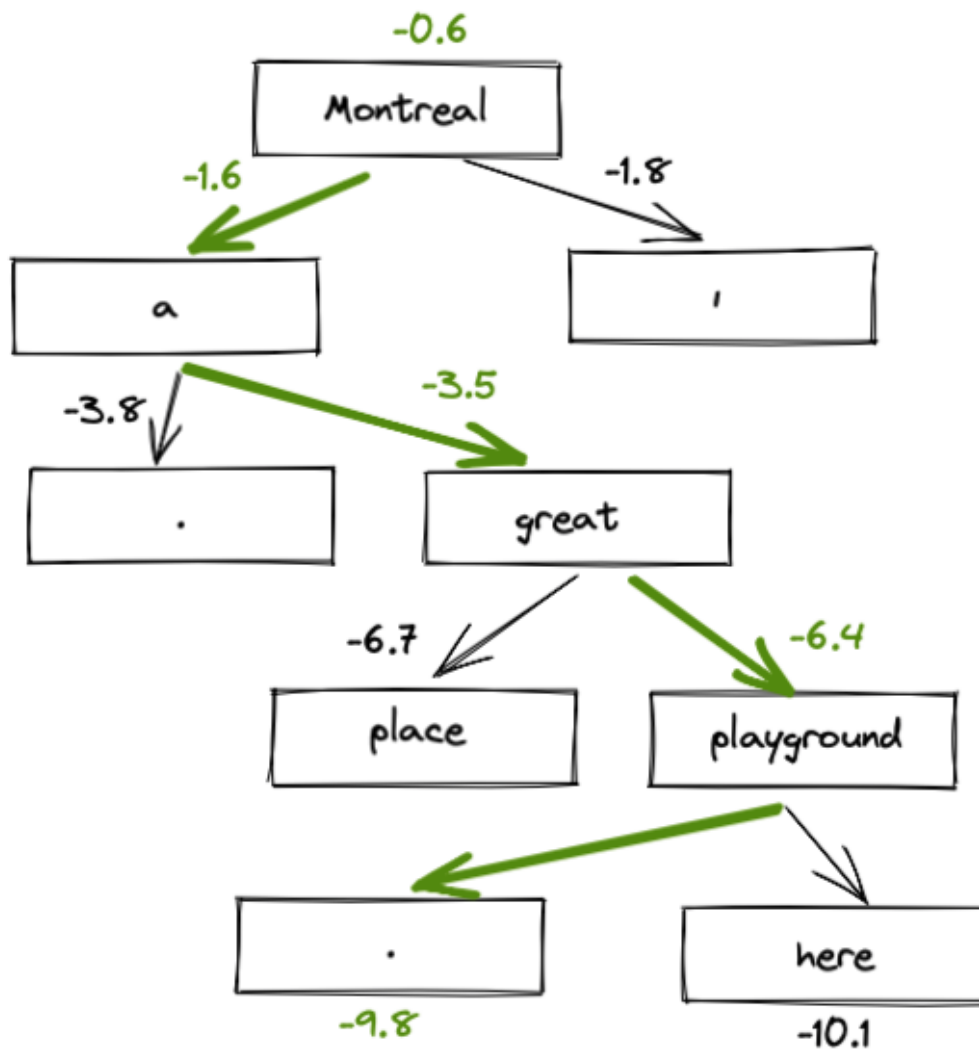 -0.6
Montreal
-1.6
-1.8
a
,
-3.8
-3.5
.
great
-6.7
-6.4
place
playground
.
here
-9.8
-10.1